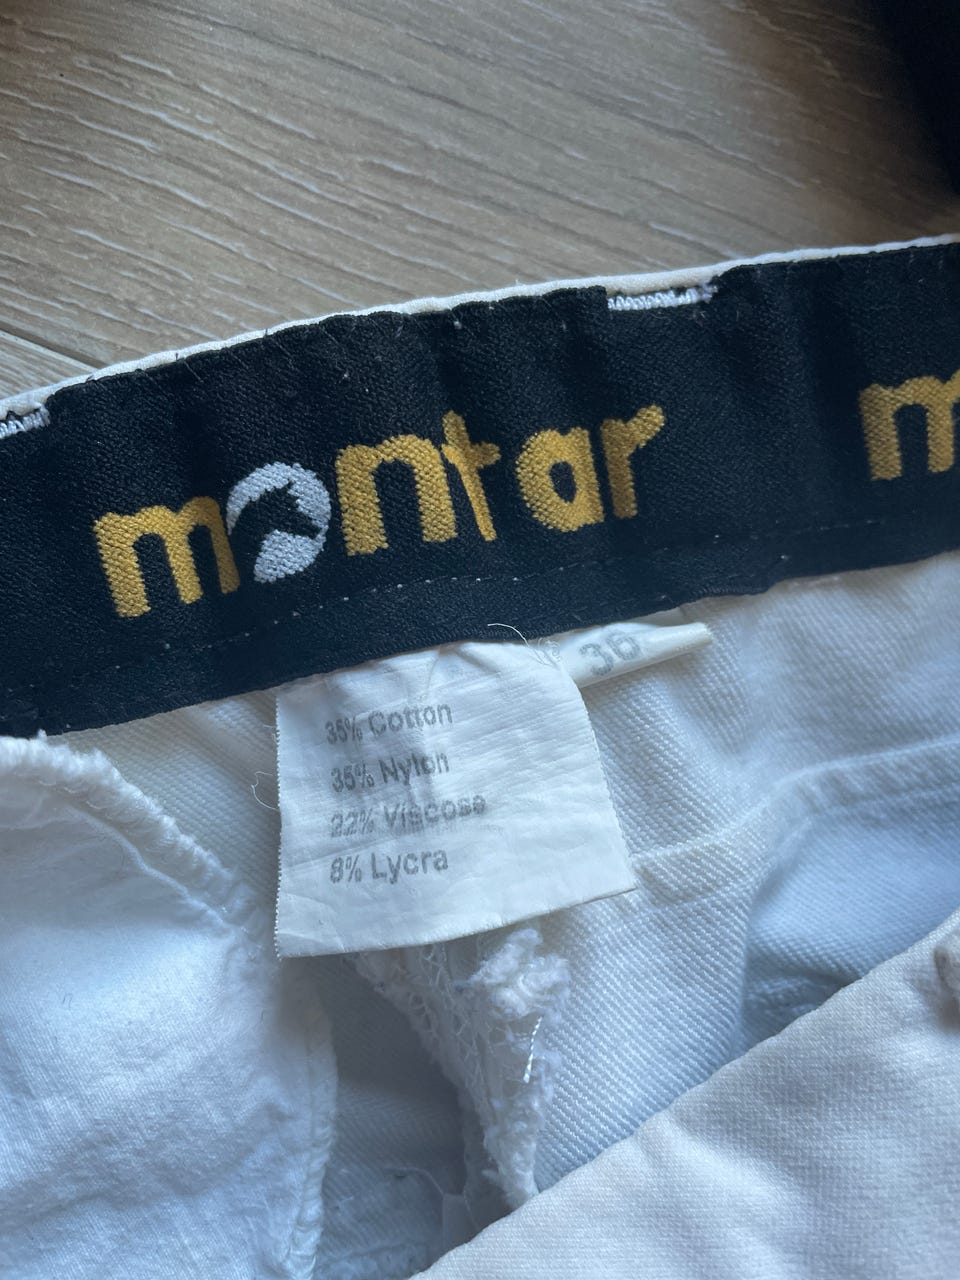 montar
m
36
35% Cotton
35% Nylon
22% Viscose
8% Lycra